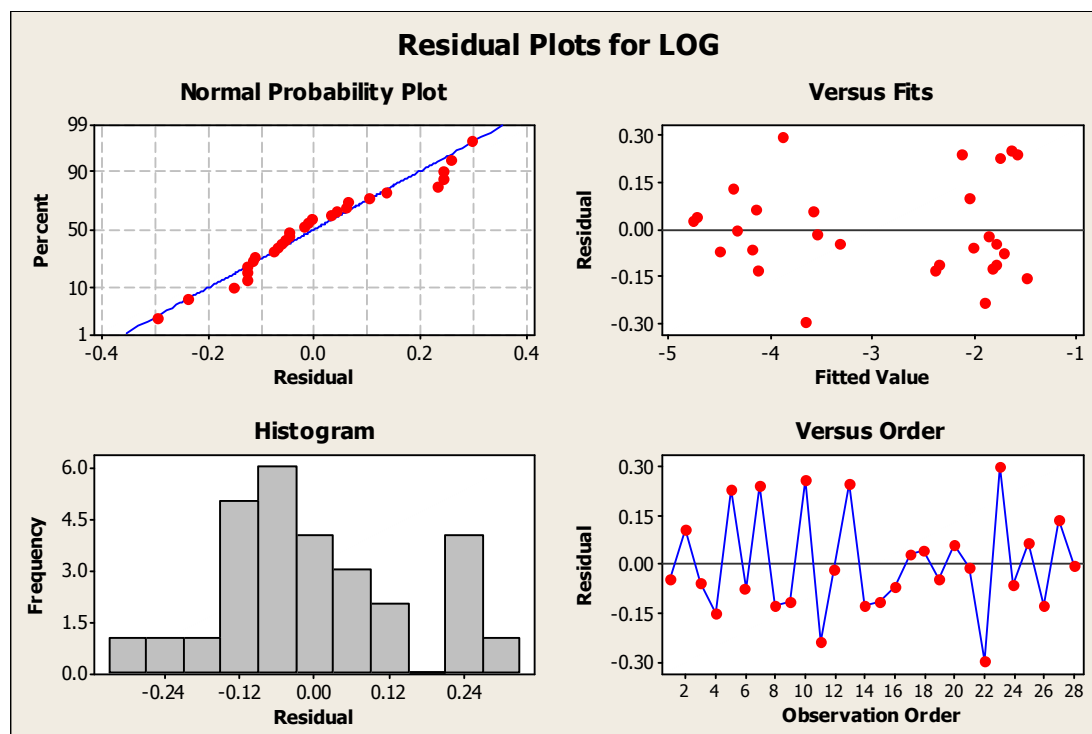 Residual Plots for LOG
Normal Probability Plot
99
90
50
10
1
Percent
-0.4 -0.2 0.0 0.2 0.4
Residual
Versus Fits
0.30
0.15
0.00
-0.15
-0.30
Residual
-5 -4 -3 -2 -1
Fitted Value
Histogram
6.0
4.5
3.0
1.5
0.0
Frequency
-0.24 -0.12 0.00 0.12 0.24
Residual
Versus Order
0.30
0.15
0.00
-0.15
-0.30
Residual
2 4 6 8 10 12 14 16 18 20 22 24 26 28
Observation Order